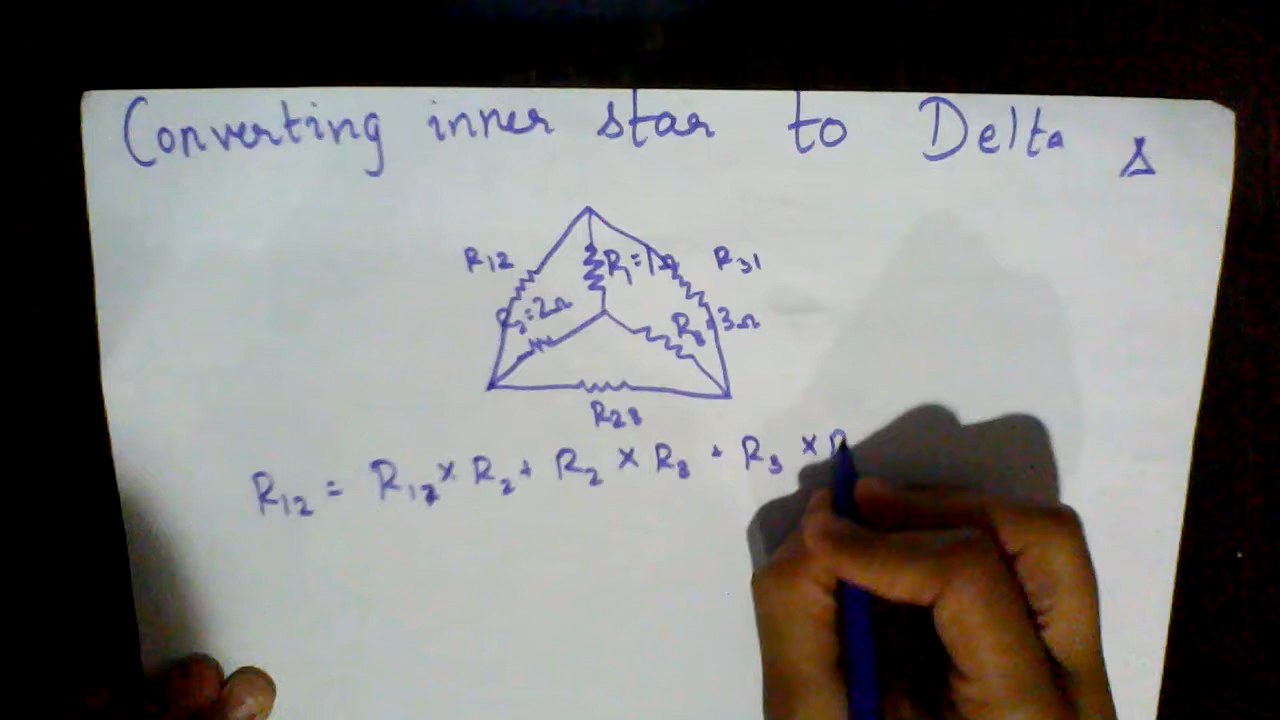 Converting inner star to Delta Δ
R12 R1=1Ω R31
R2=2Ω R3=3Ω
R23
R12 = R12 × R2 + R2 × R3 + R3 × R